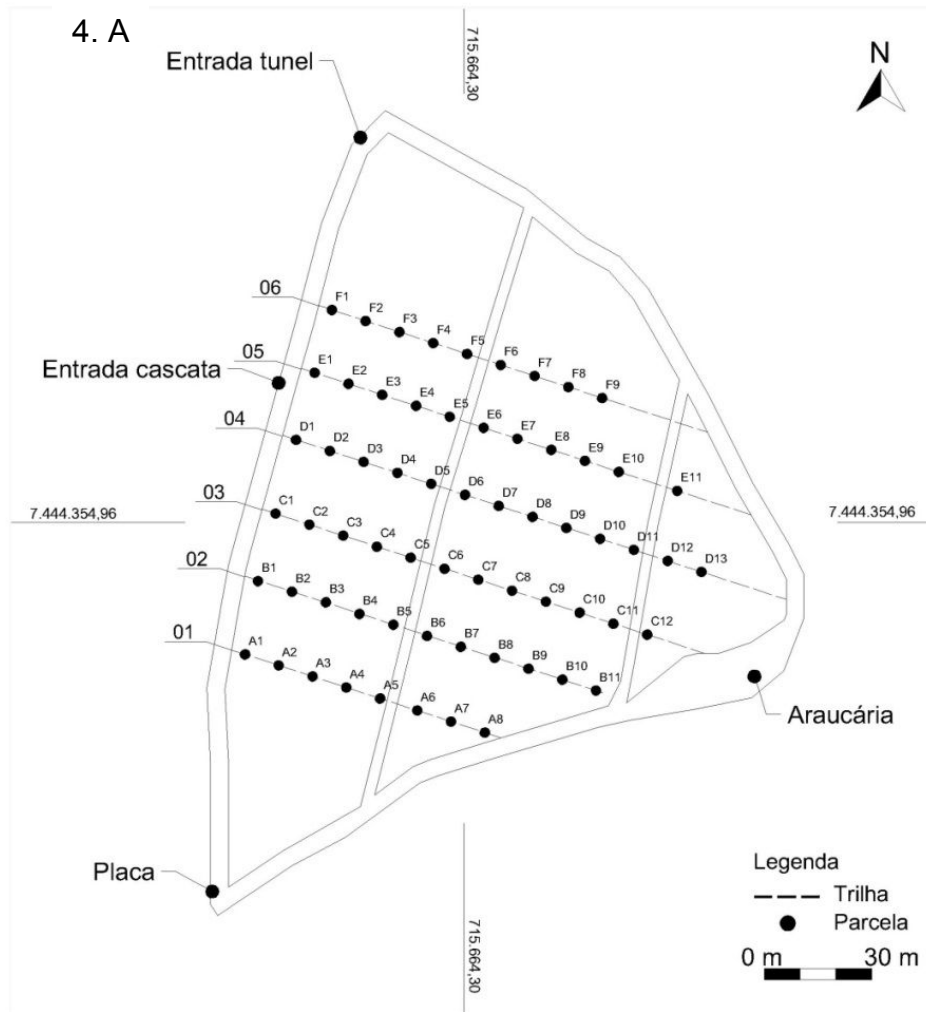 4. A
Entrada tunel
715.664,30
N
06
F1 F2 F3 F4 F5 F6 F7 F8 F9
05
E1 E2 E3 E4 E5 E6 E7 E8 E9 E10 E11
Entrada cascata
04
D1 D2 D3 D4 D5 D6 D7 D8 D9 D10 D11 D12 D13
03
C1 C2 C3 C4 C5 C6 C7 C8 C9 C10 C11 C12
7.444.354,96
7.444.354,96
02
B1 B2 B3 B4 B5 B6 B7 B8 B9 B10 B11
01
A1 A2 A3 A4 A5 A6 A7 A8
Araucária
Placa
715.664,30
Legenda
Trilha
Parcela
0 m 30 m